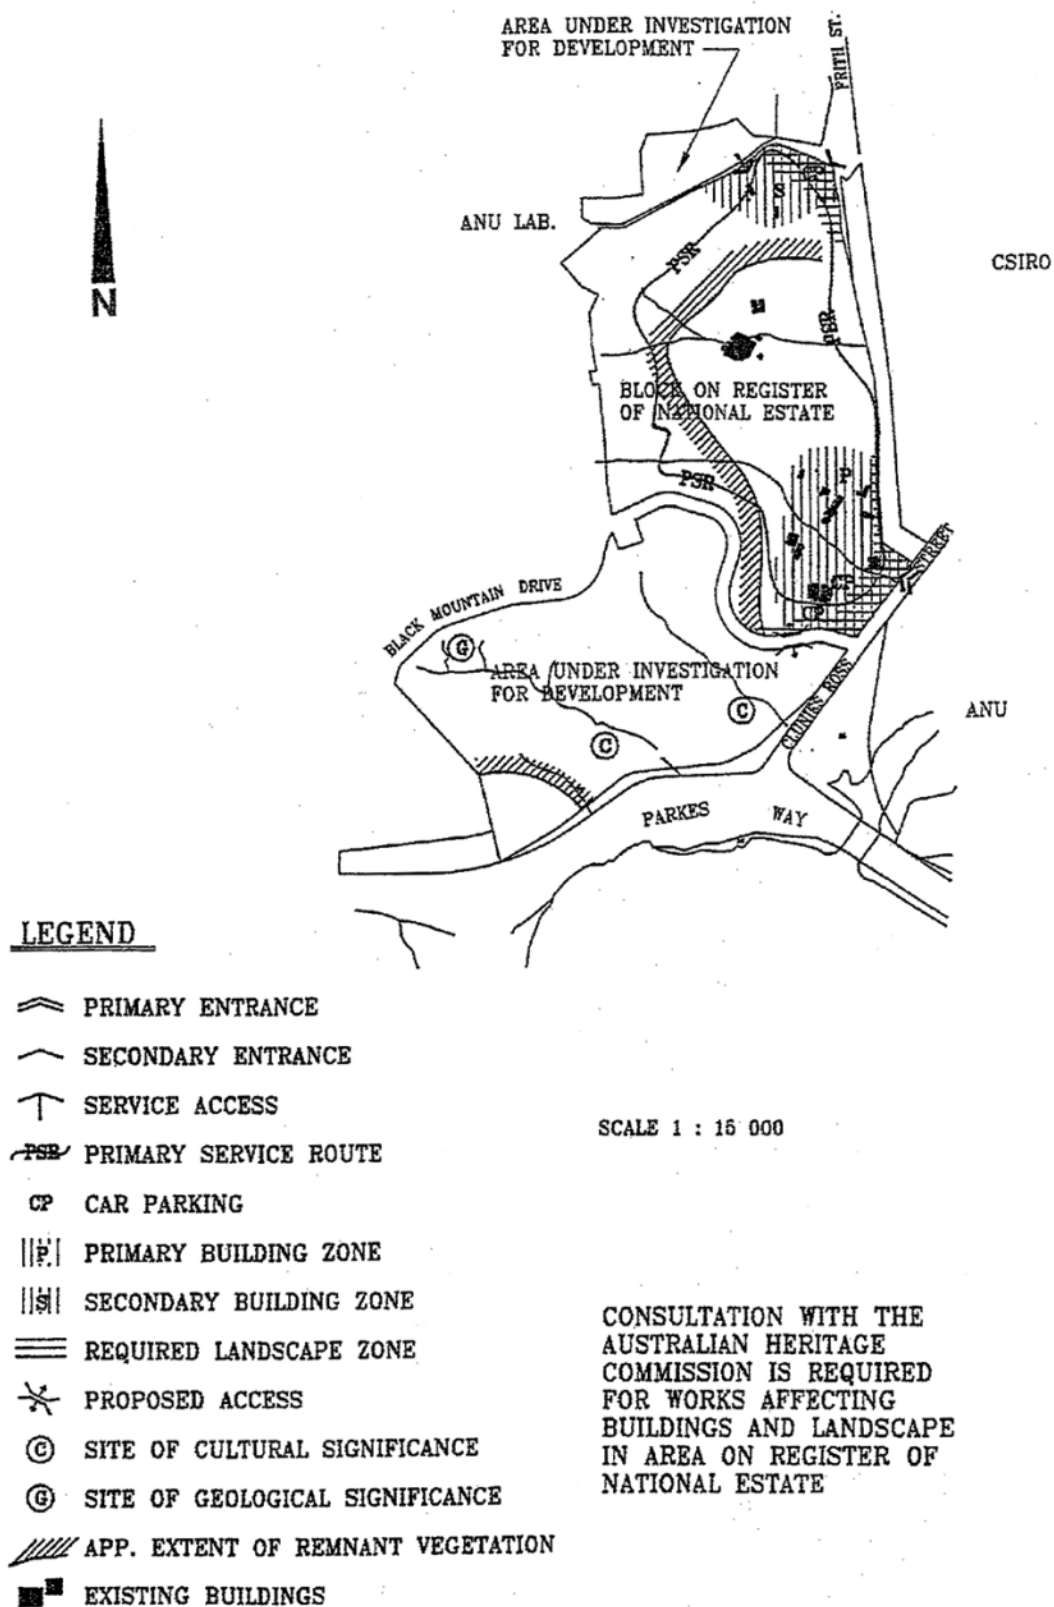 AREA UNDER INVESTIGATION
FOR DEVELOPMENT
FRITH ST.
ANU LAB.
CSIRO
N
S
PSR
PSR
BLOCK ON REGISTER
OF NATIONAL ESTATE
PSR
P
CP
CP
STREET
BLACK MOUNTAIN DRIVE
G
AREA UNDER INVESTIGATION
FOR DEVELOPMENT
C
C
CLUNIES ROSS
ANU
PARKES WAY
LEGEND
PRIMARY ENTRANCE
SECONDARY ENTRANCE
SERVICE ACCESS
PSR PRIMARY SERVICE ROUTE
CP CAR PARKING
P PRIMARY BUILDING ZONE
S SECONDARY BUILDING ZONE
REQUIRED LANDSCAPE ZONE
PROPOSED ACCESS
C SITE OF CULTURAL SIGNIFICANCE
G SITE OF GEOLOGICAL SIGNIFICANCE
APP. EXTENT OF REMNANT VEGETATION
EXISTING BUILDINGS
SCALE 1 : 15 000
CONSULTATION WITH THE
AUSTRALIAN HERITAGE
COMMISSION IS REQUIRED
FOR WORKS AFFECTING
BUILDINGS AND LANDSCAPE
IN AREA ON REGISTER OF
NATIONAL ESTATE